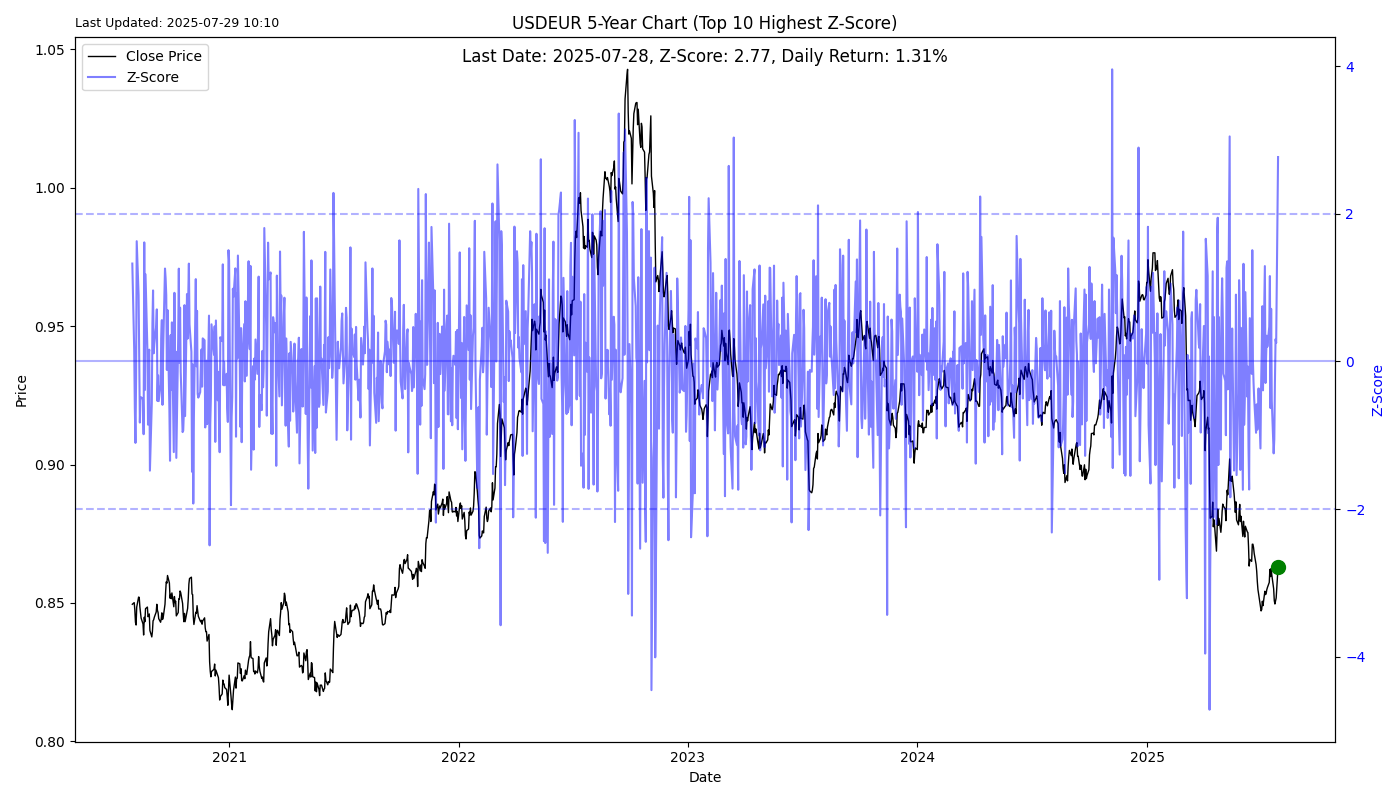 Last Updated: 2025-07-29 10:10
USDEUR 5-Year Chart (Top 10 Highest Z-Score)
Last Date: 2025-07-28, Z-Score: 2.77, Daily Return: 1.31%
Close Price
Z-Score
1.05
1.00
0.95
0.90
0.85
0.80
Price
4
2
0
−2
−4
Z-Score
2021
2022
2023
2024
2025
Date